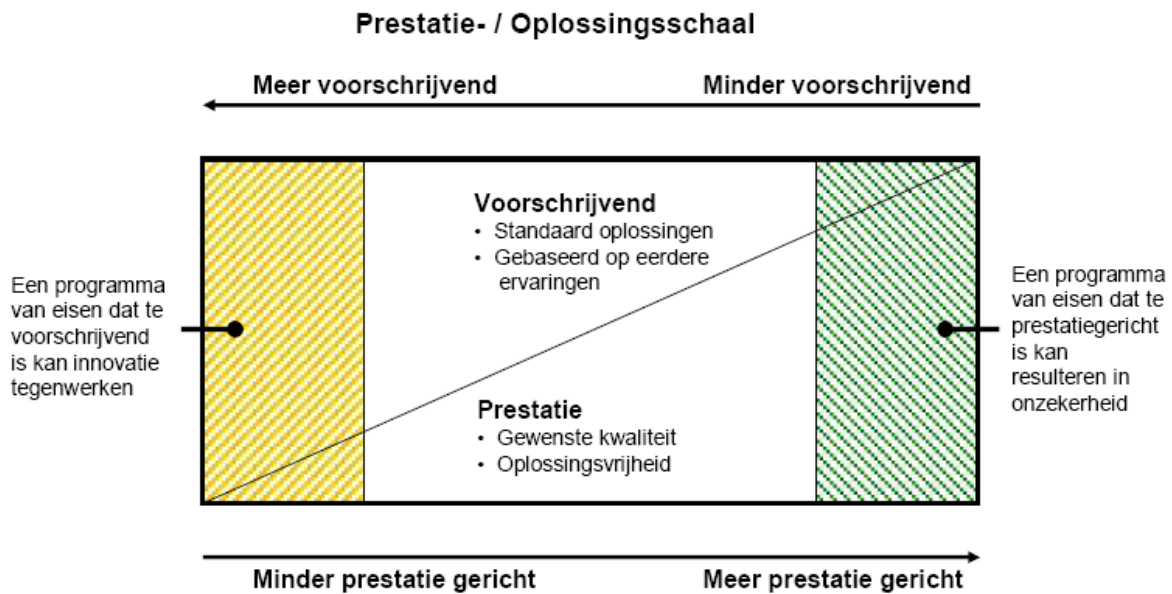 Prestatie- / Oplossingsschaal
Meer voorschrijvend
Minder voorschrijvend
Voorschrijvend
• Standaard oplossingen
• Gebaseerd op eerdere
ervaringen
Een programma
van eisen dat te
voorschrijvend
is kan innovatie
tegenwerken
Een programma
van eisen dat te
prestatiegericht
is kan
resulteren in
onzekerheid
Prestatie
• Gewenste kwaliteit
• Oplossingsvrijheid
Minder prestatie gericht
Meer prestatie gericht